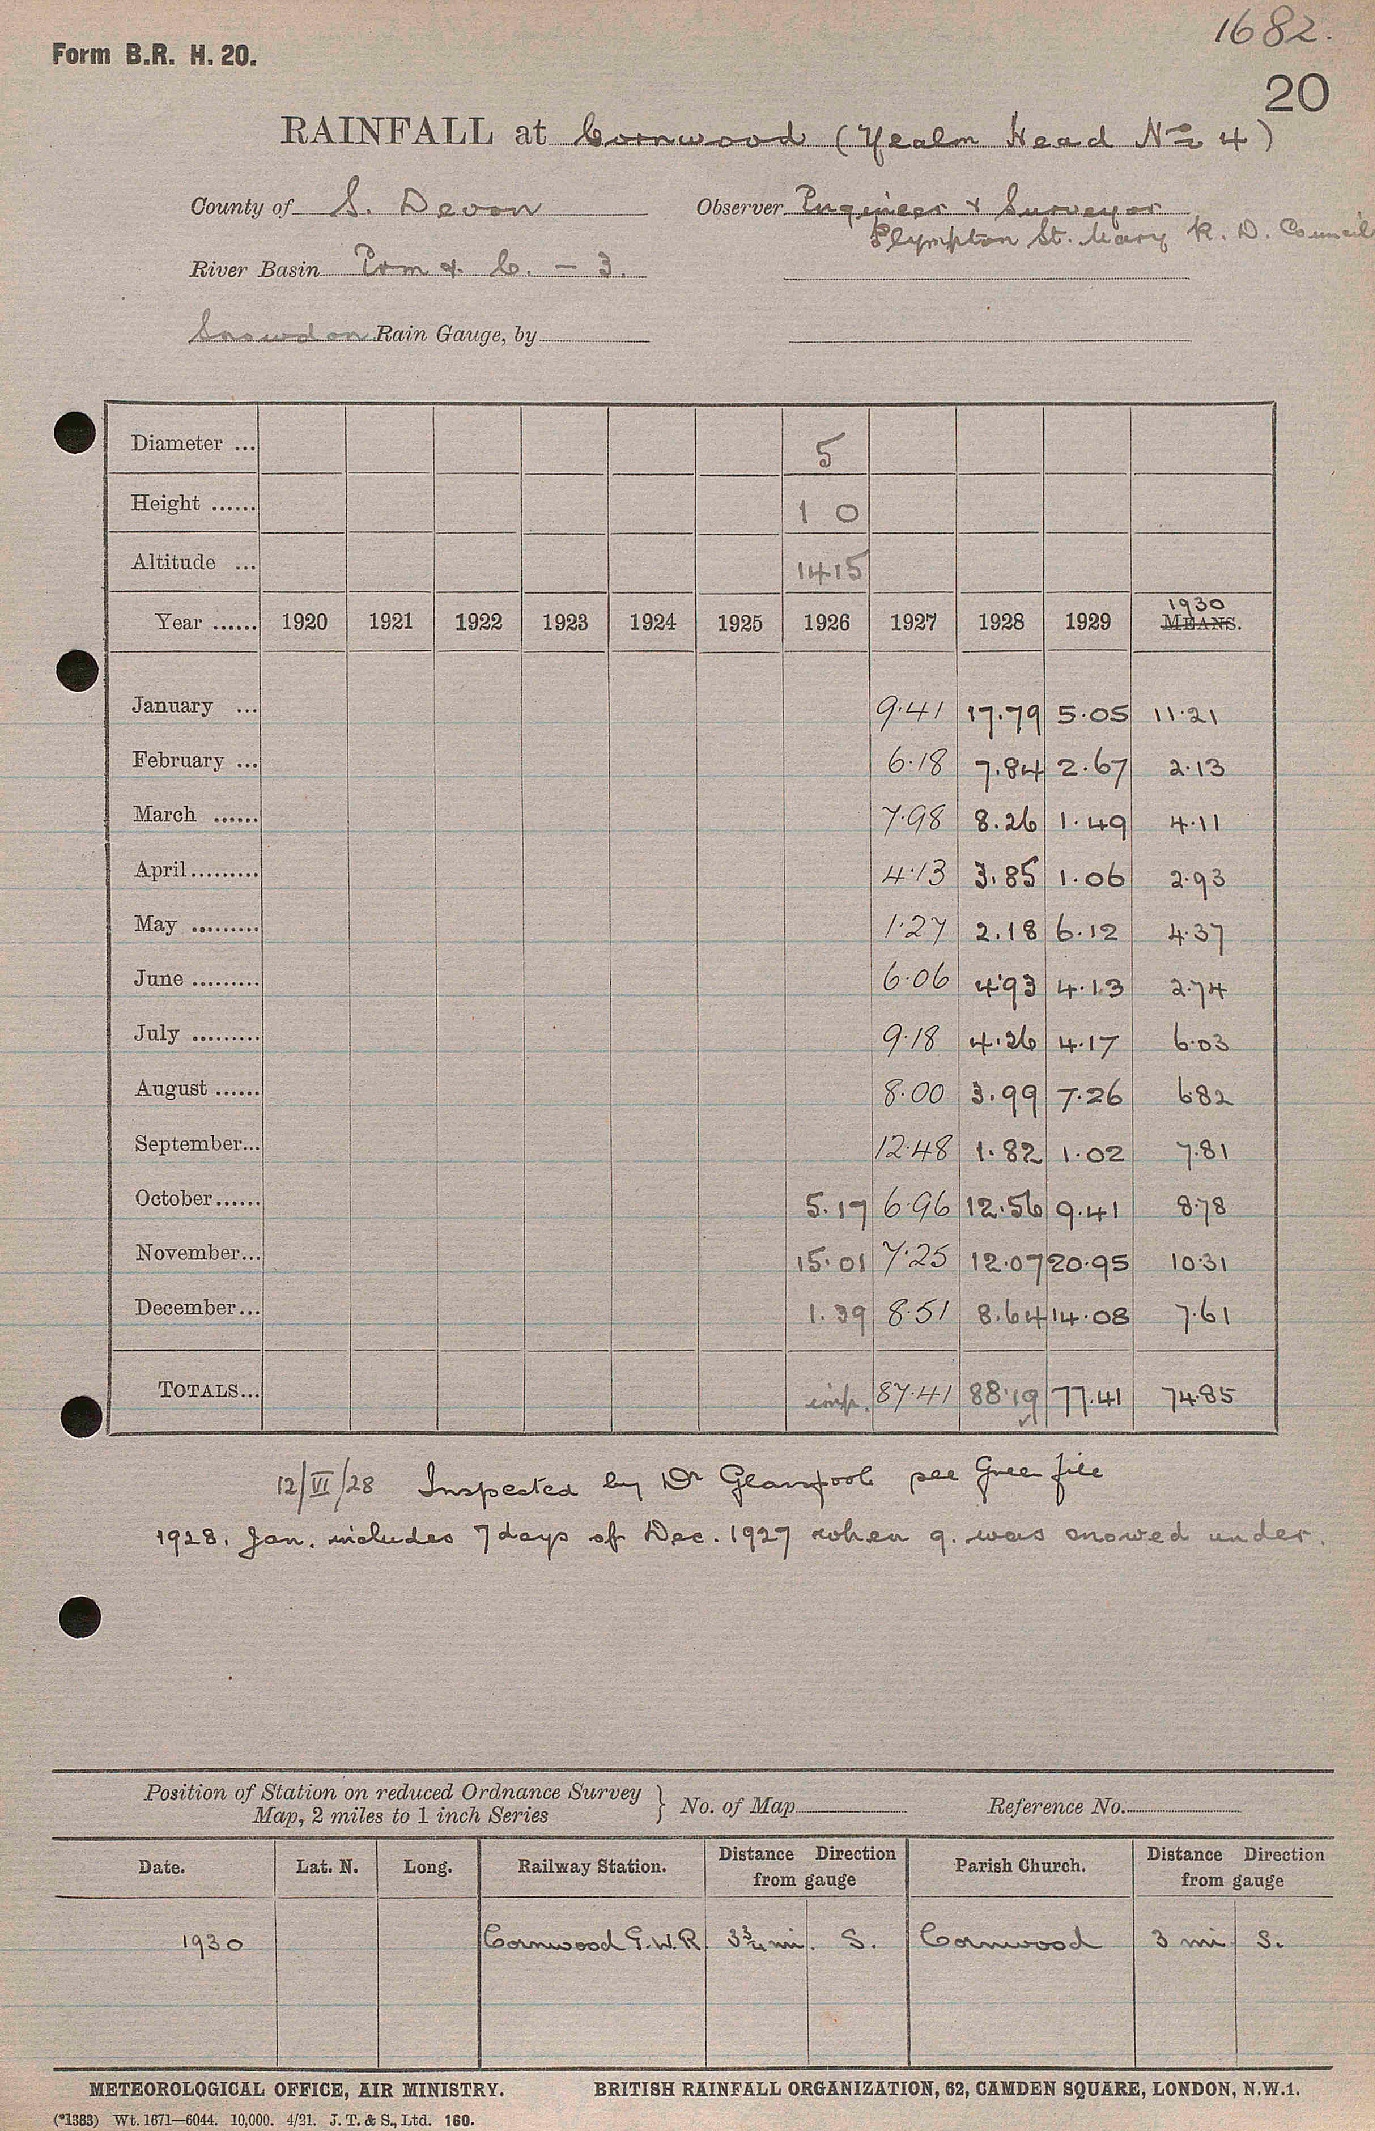 1682.
Form B.R. H. 20.
20
RAINFALL at Cornwood (Yealm Head No 4)
County of S. Devon Observer Engineer & Surveyor
Plympton St. Mary R. D. Council
River Basin Erm &. C. – 3.
Snowdon Rain Gauge, by
Diameter ... 5
Height ...... 1 0
Altitude ... 1415
1930
Year ...... 1920 1921 1922 1923 1924 1925 1926 1927 1928 1929 MEANS.
January ... 9.41 17.79 5.05 11.21
February ... 6.18 7.84 2.67 2.13
March ...... 7.98 8.26 1.49 4.11
April ......... 4.13 3.85 1.06 2.93
May ......... 1.27 2.18 6.12 4.37
June ......... 6.06 4.93 4.13 2.74
July ......... 9.18 4.26 4.17 6.03
August ...... 8.00 3.99 7.26 6.82
September... 12.48 1.82 1.02 7.81
October ...... 5.17 6.96 12.56 9.41 8.78
November... 15.01 7.25 12.07 20.95 10.31
December... 1.39 8.51 8.64 14.08 7.61
TOTALS... imp. 87.41 88.19 77.41 74.85
12/VI/28 Inspected by Dr Glasspoole see Green file
1928. Jan. includes 7 days of Dec. 1927 when g. was snowed under.
Position of Station on reduced Ordnance Survey
Map, 2 miles to 1 inch Series } No. of Map Reference No.
Date. Lat. N. Long. Railway Station. Distance Direction from gauge Parish Church. Distance Direction from gauge
1930 Cornwood G.W.R. 3¾ mi. S. Cornwood 3 mi S.
METEOROLOGICAL OFFICE, AIR MINISTRY. BRITISH RAINFALL ORGANIZATION, 62, CAMDEN SQUARE, LONDON, N.W.1.
(*1383) Wt. 1671—6044. 10,000. 4/21. J. T. & S., Ltd. 160.